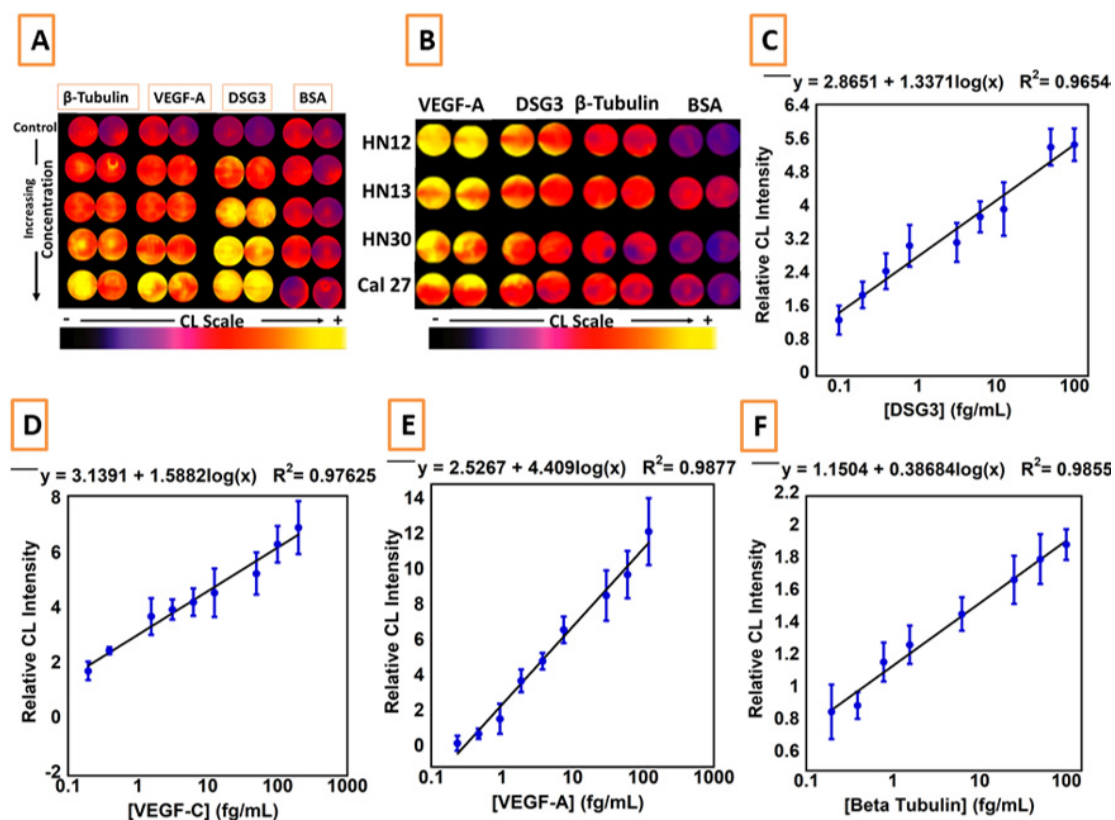 A
β-Tubulin VEGF-A DSG3 BSA
Control
Increasing
Concentration
- CL Scale +
B
VEGF-A DSG3 β-Tubulin BSA
HN12
HN13
HN30
Cal 27
- CL Scale +
C
y = 2.8651 + 1.3371log(x) R²= 0.9654
6.4
5.6
4.8
4
3.2
2.4
1.6
0.8
0
Relative CL Intensity
0.1 1 10 100
[DSG3] (fg/mL)
D
y = 3.1391 + 1.5882log(x) R²= 0.97625
8
6
4
2
0
-2
Relative CL Intensity
0.1 1 10 100 1000
[VEGF-C] (fg/mL)
E
y = 2.5267 + 4.409log(x) R²= 0.9877
14
12
10
8
6
4
2
0
Relative CL Intensity
0.1 1 10 100 1000
[VEGF-A] (fg/mL)
F
y = 1.1504 + 0.38684log(x) R²= 0.9855
2.2
2
1.8
1.6
1.4
1.2
1
0.8
0.6
Relative CL Intensity
0.1 1 10 100
[Beta Tubulin] (fg/mL)